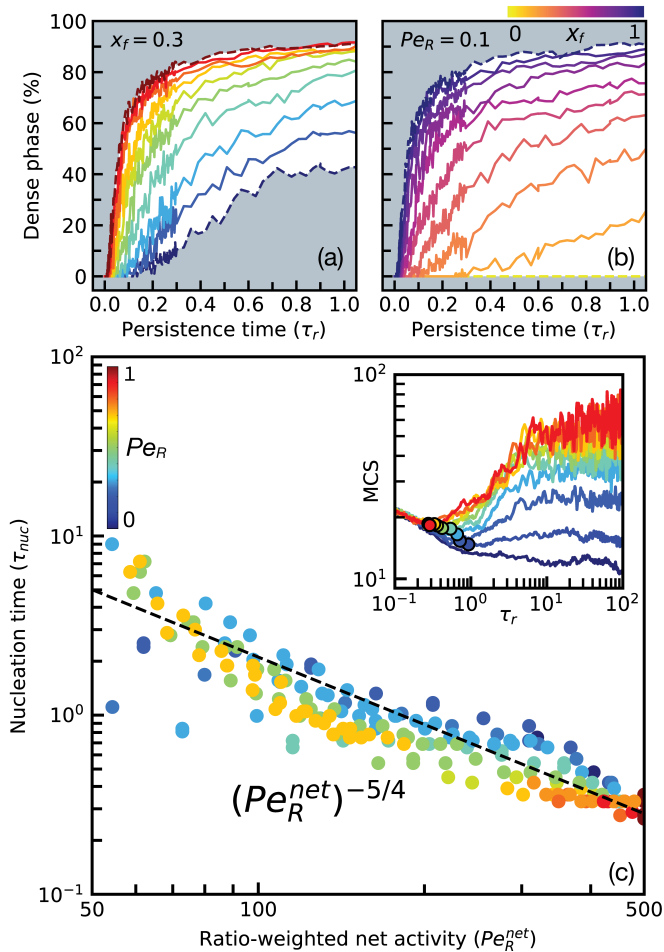 x_f = 0.3
(a)
100
80
60
40
20
0
Dense phase (%)
0.0 0.2 0.4 0.6 0.8 1.0
Persistence time (τ_r)
0 x_f 1
Pe_R = 0.1
(b)
0.0 0.2 0.4 0.6 0.8 1.0
Persistence time (τ_r)
10^2
10^1
10^0
10^-1
Nucleation time (τ_nuc)
1
Pe_R
0
10^2
10^1
MCS
10^-1 10^0 10^1 10^2
τ_r
(Pe_R^net)^-5/4
(c)
50 100 500
Ratio-weighted net activity (Pe_R^net)